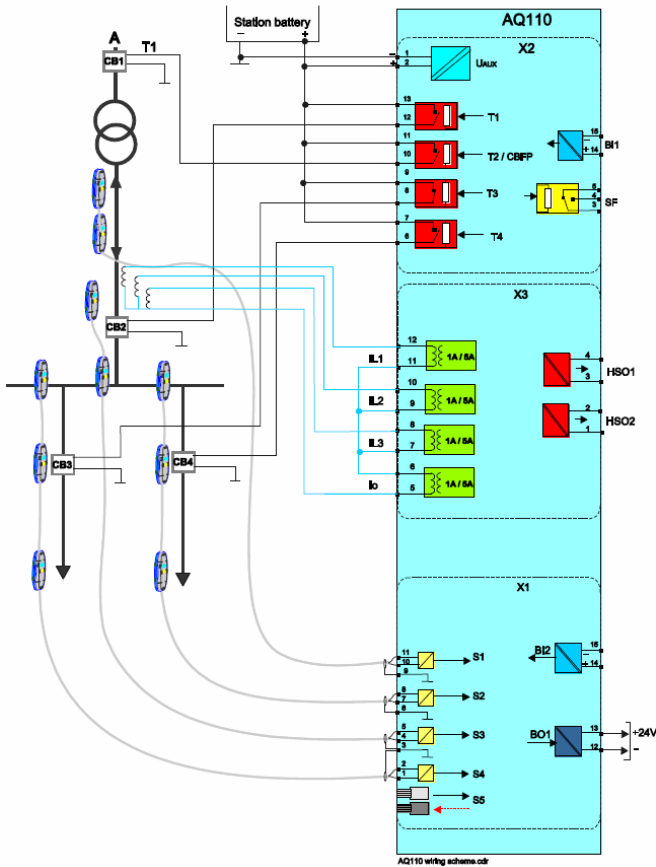 Station battery
−
+
AQ110
X2
A
T1
CB1
−
+
1
2
UAUX
13
12
T1
11
10
T2 / CBIFP
9
8
T3
7
6
T4
15
−
+
14
BI1
5
4
3
SF
X3
CB2
IL1
12
11
1A / 5A
IL2
10
9
1A / 5A
IL3
8
7
1A / 5A
Io
6
5
1A / 5A
4
3
HSO1
2
1
HSO2
CB3
CB4
X1
11
10
9
S1
8
7
6
S2
5
4
3
S3
2
1
S4
S5
BI2
16
−
+
14
BO1
13
12
+24V
-
AQ110 wiring scheme.cdr